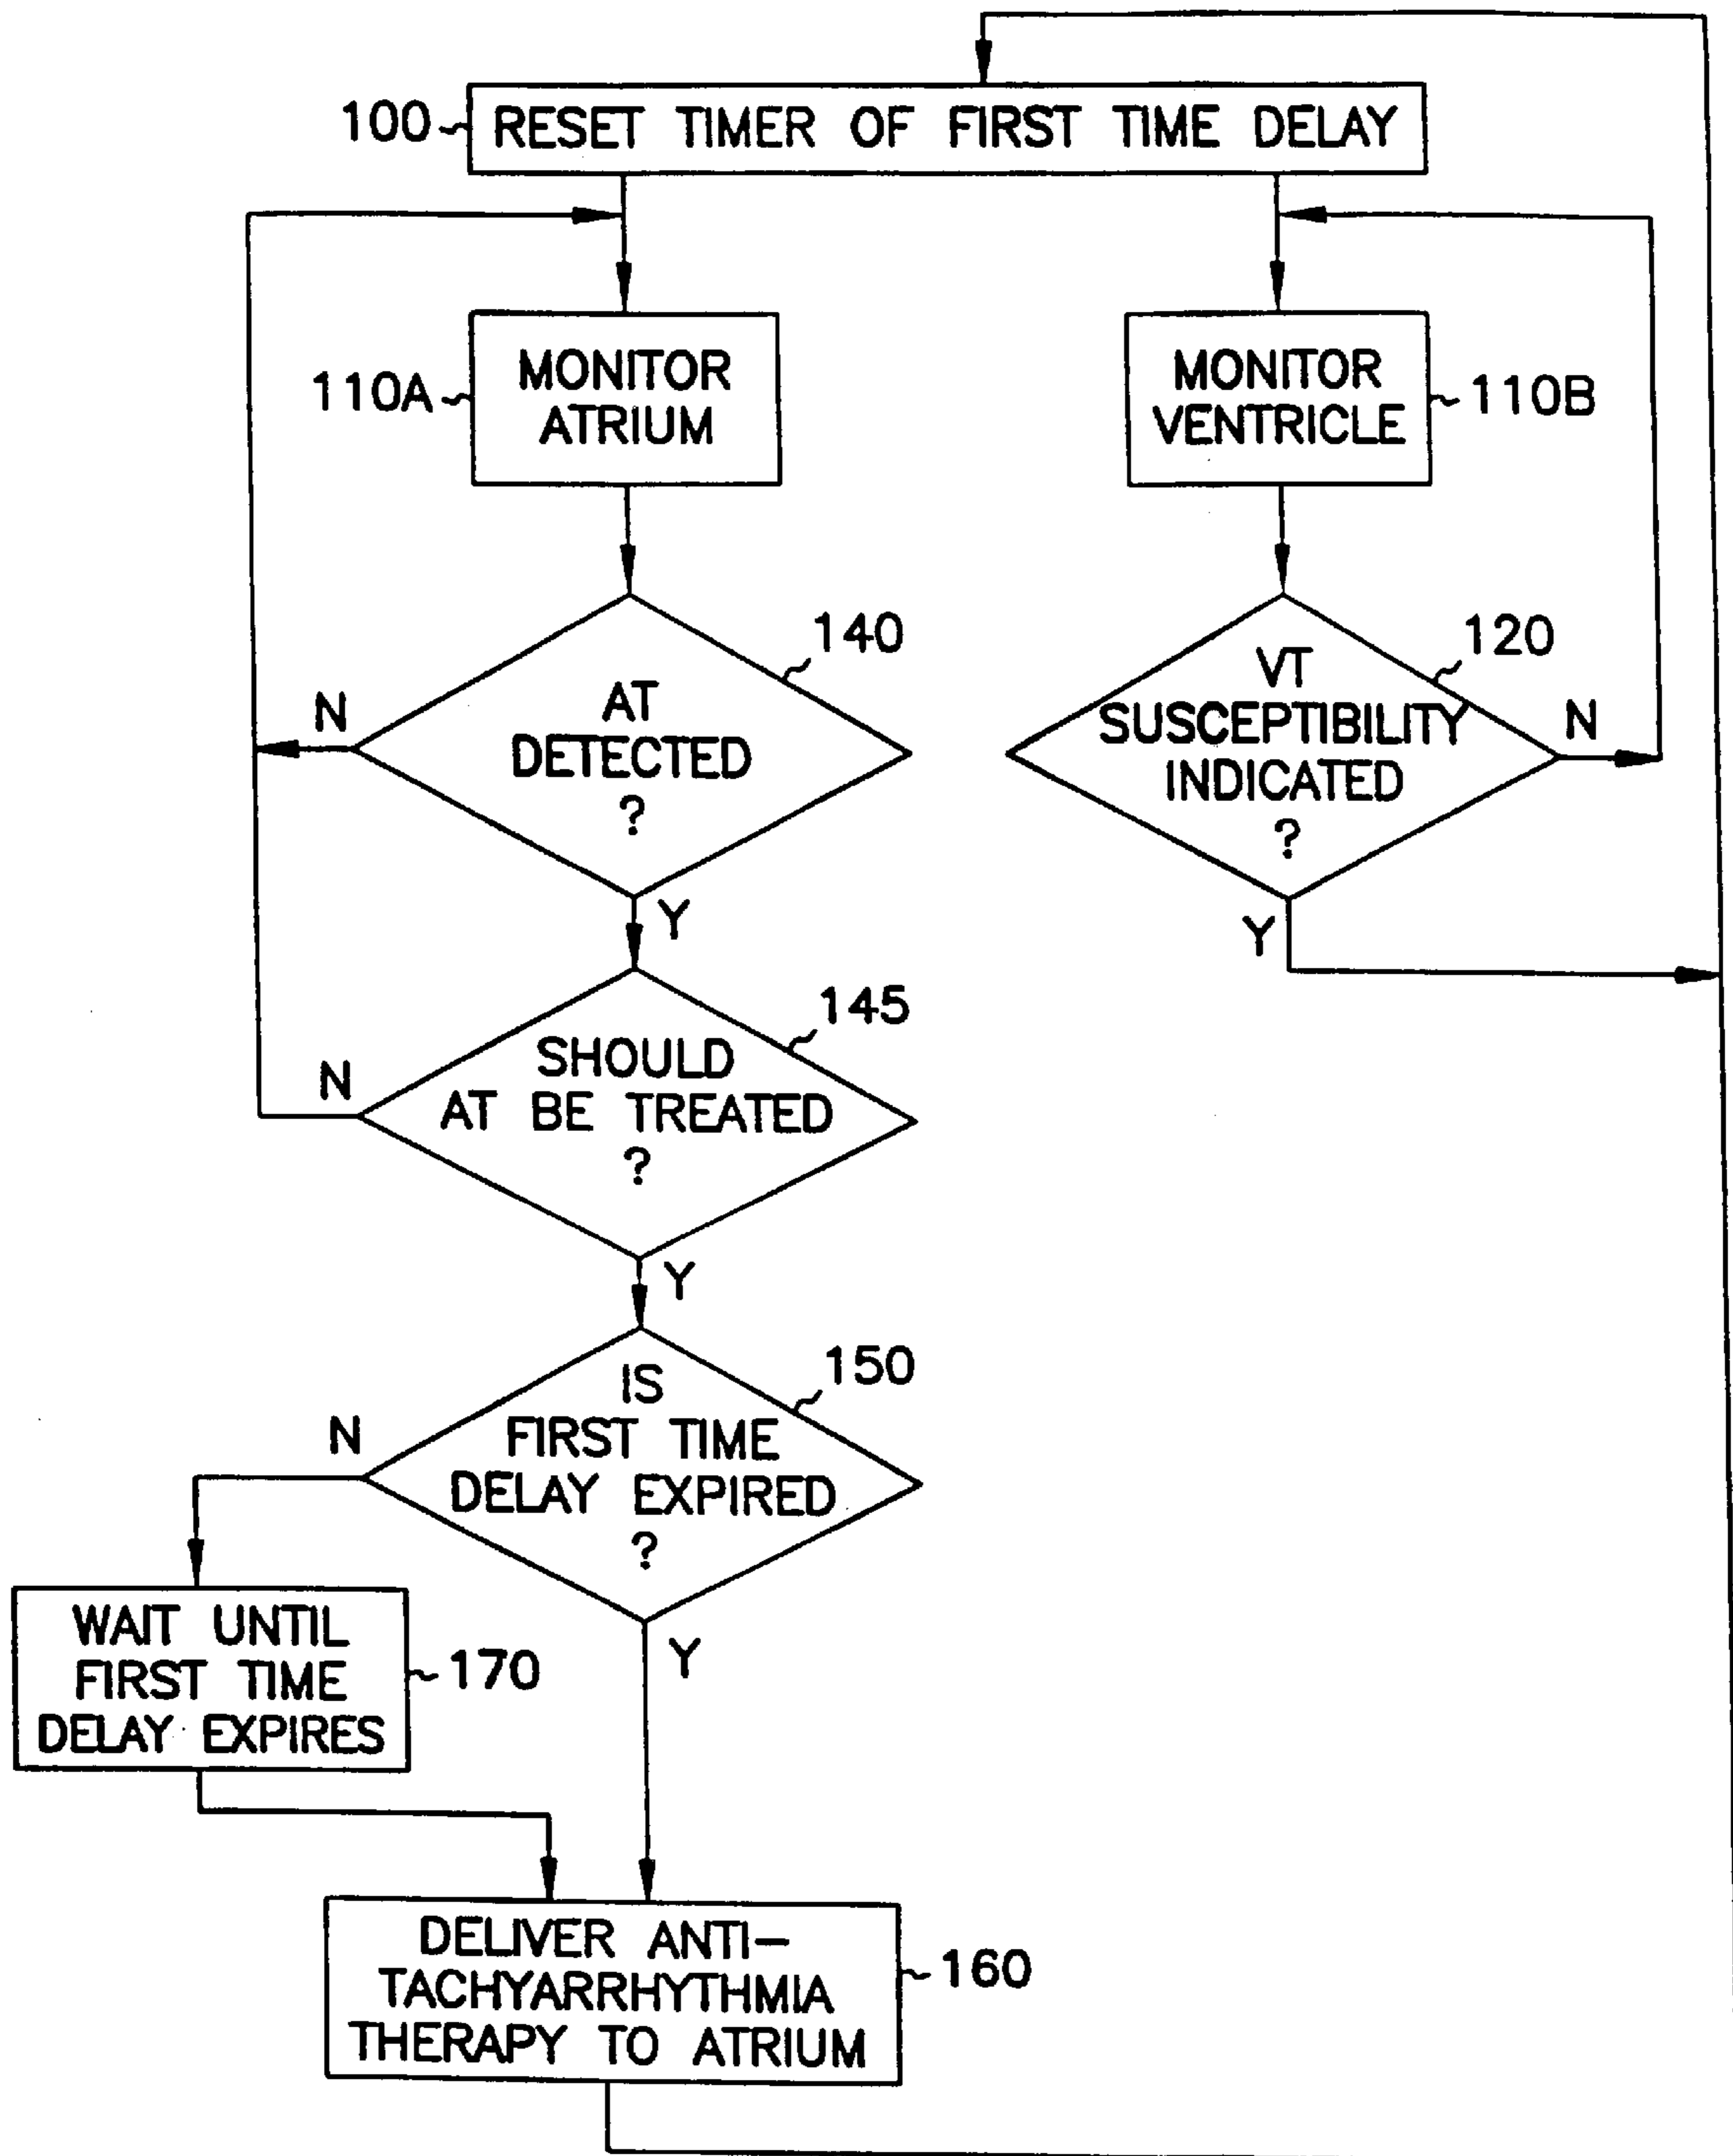 100
RESET TIMER OF FIRST TIME DELAY
110A
MONITOR
ATRIUM
MONITOR
VENTRICLE
110B
140
AT
DETECTED
?
N
Y
120
VT
SUSCEPTIBILITY
INDICATED
?
N
Y
145
SHOULD
AT BE TREATED
?
N
Y
150
IS
FIRST TIME
DELAY EXPIRED
?
N
Y
WAIT UNTIL
FIRST TIME
DELAY EXPIRES
170
DELIVER ANTI-
TACHYARRHYTHMIA
THERAPY TO ATRIUM
160